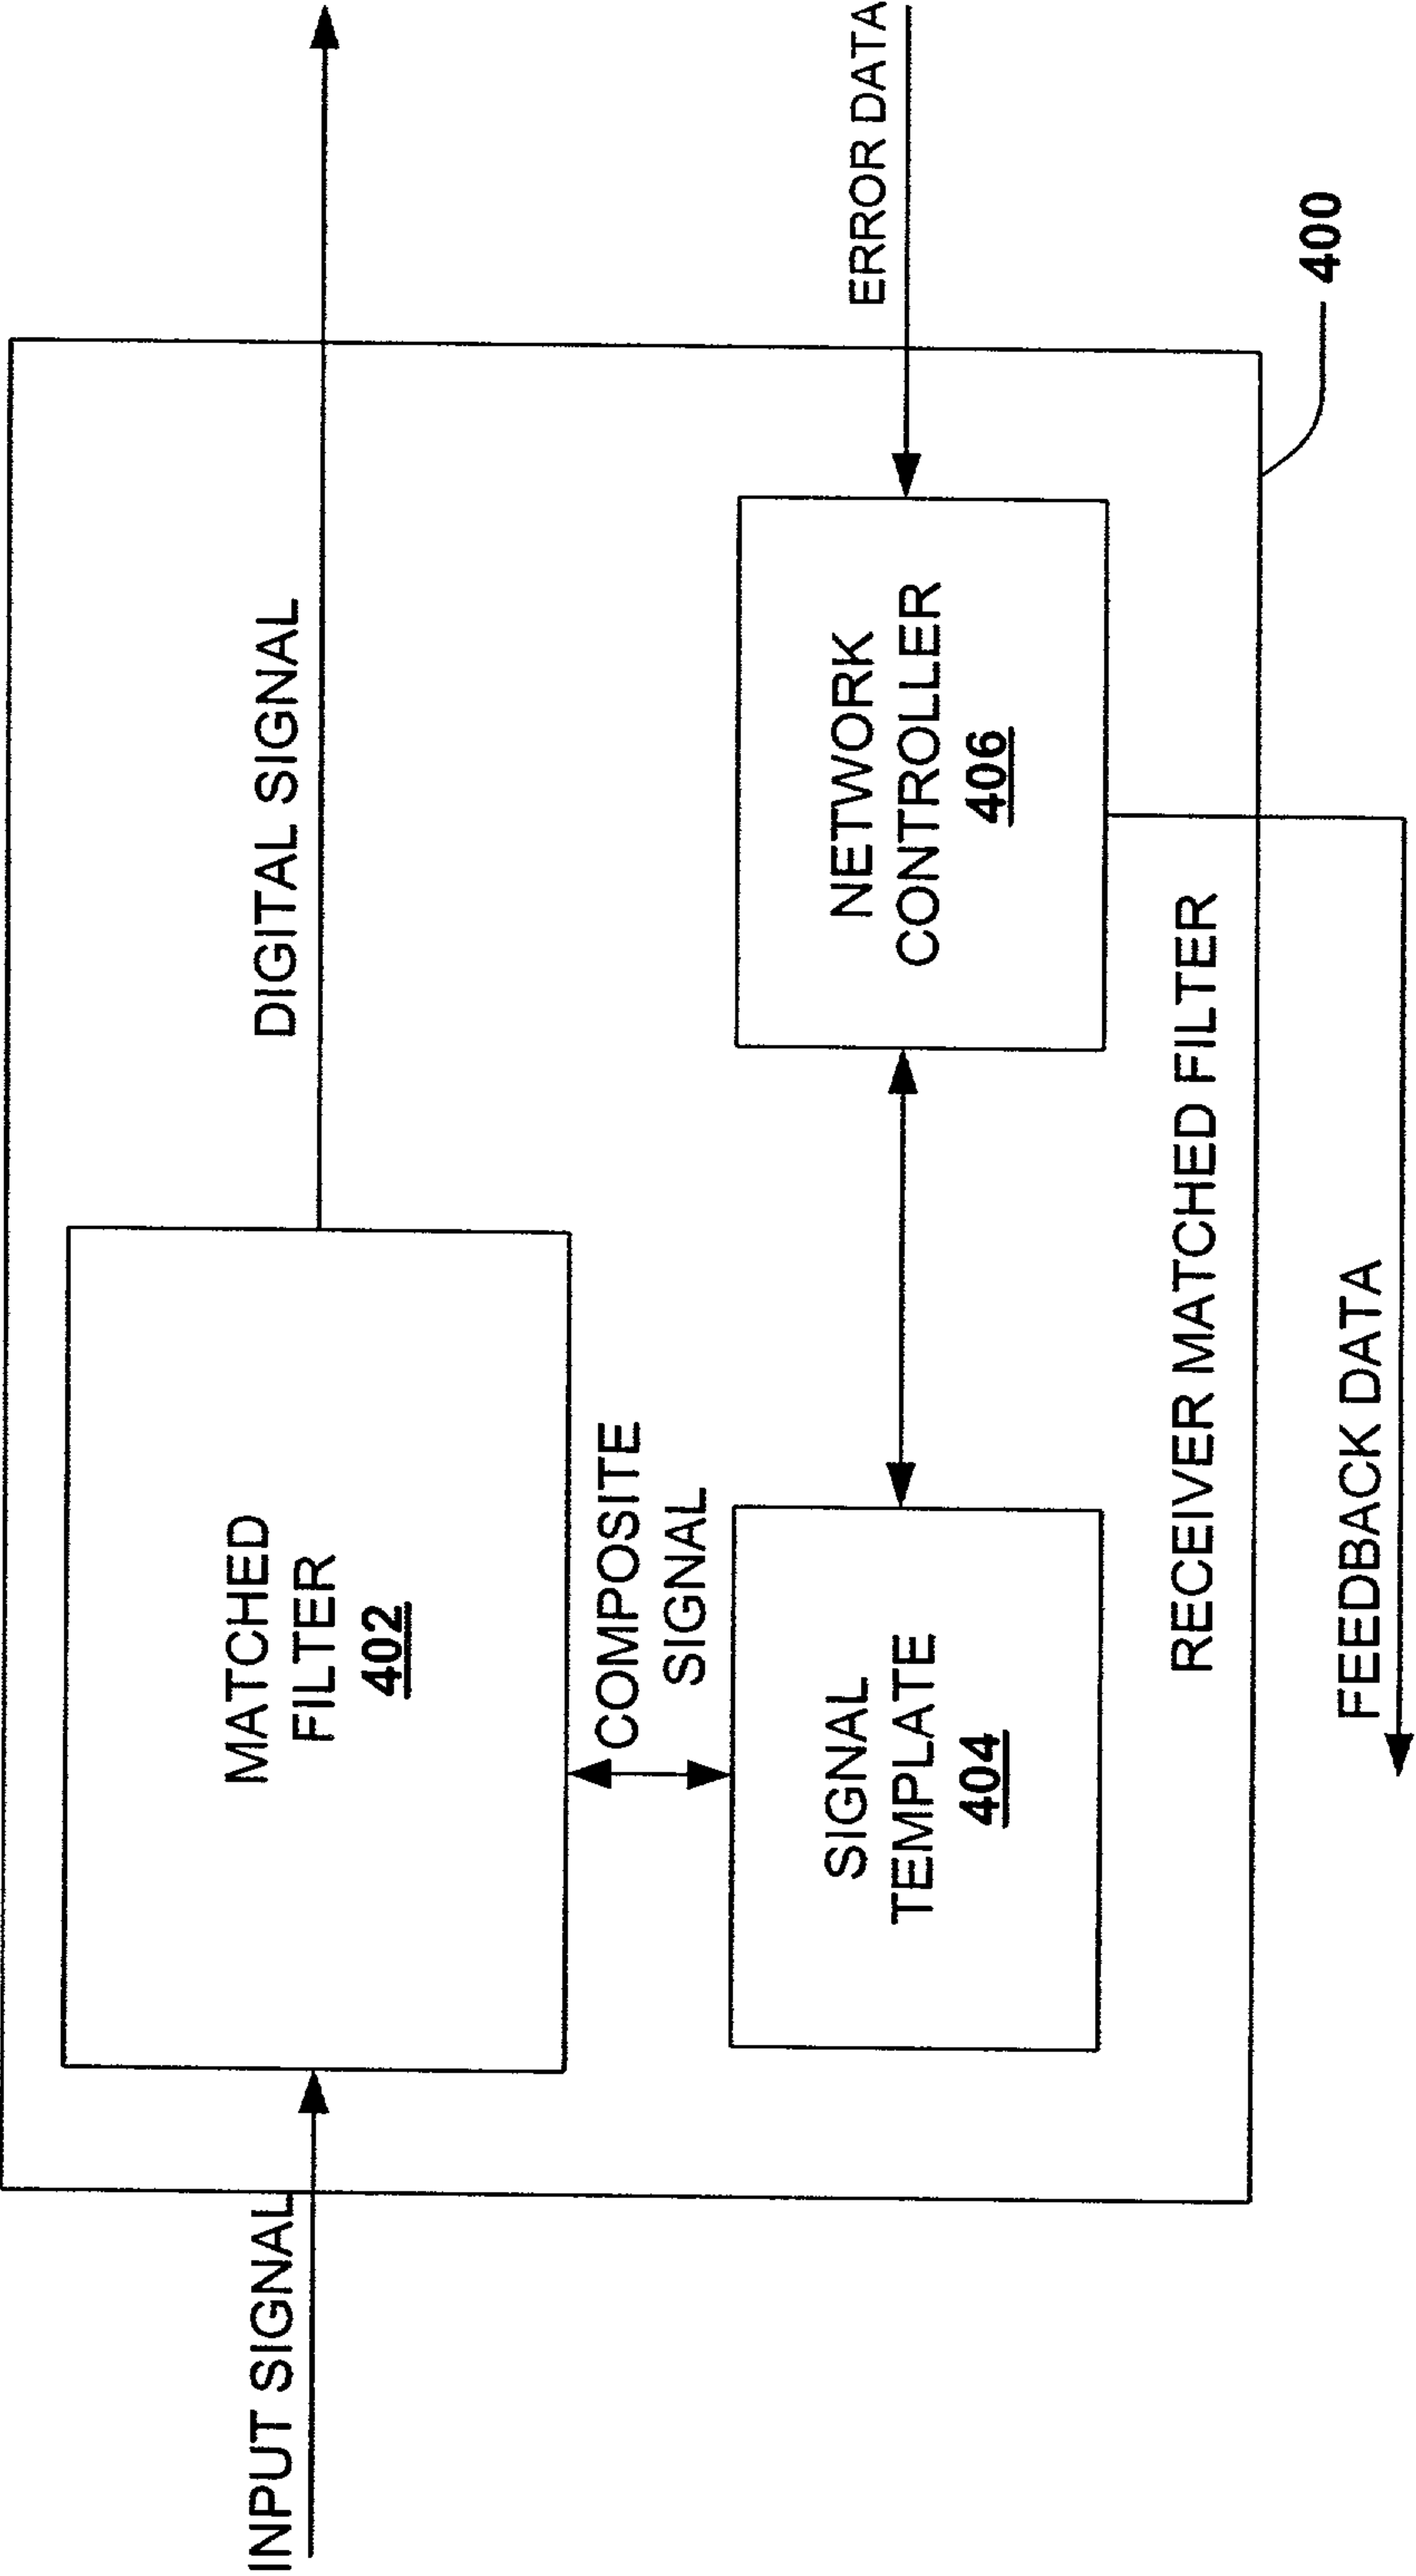 INPUT SIGNAL
MATCHED
FILTER
402
DIGITAL SIGNAL
COMPOSITE
SIGNAL
SIGNAL
TEMPLATE
404
NETWORK
CONTROLLER
406
ERROR DATA
RECEIVER MATCHED FILTER
400
FEEDBACK DATA